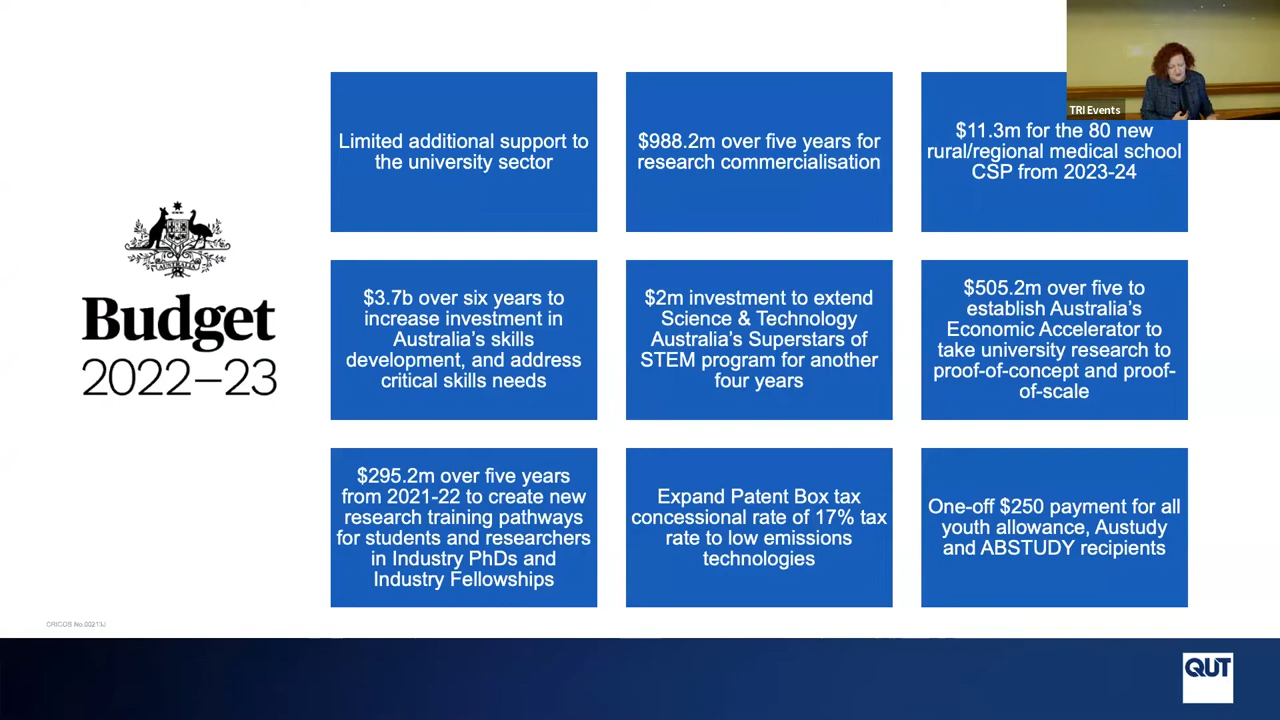 TRI Events
Limited additional support to
the university sector
$988.2m over five years for
research commercialisation
$11.3m for the 80 new
rural/regional medical school
CSP from 2023-24
AUSTRALIA
Budget
2022–23
$3.7b over six years to
increase investment in
Australia's skills
development, and address
critical skills needs
$2m investment to extend
Science & Technology
Australia's Superstars of
STEM program for another
four years
$505.2m over five to
establish Australia's
Economic Accelerator to
take university research to
proof-of-concept and proof-
of-scale
$295.2m over five years
from 2021-22 to create new
research training pathways
for students and researchers
in Industry PhDs and
Industry Fellowships
Expand Patent Box tax
concessional rate of 17% tax
rate to low emissions
technologies
One-off $250 payment for all
youth allowance, Austudy
and ABSTUDY recipients
CRICOS No.00213J
QUT